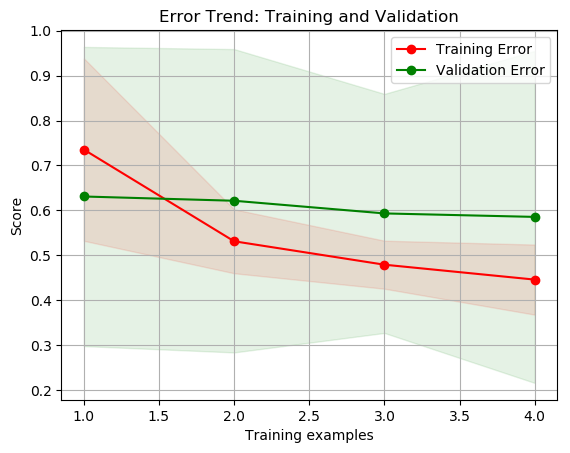 Error Trend: Training and Validation
1.0
0.9
0.8
0.7
0.6
0.5
0.4
0.3
0.2
Score
Training Error
Validation Error
1.0 1.5 2.0 2.5 3.0 3.5 4.0
Training examples